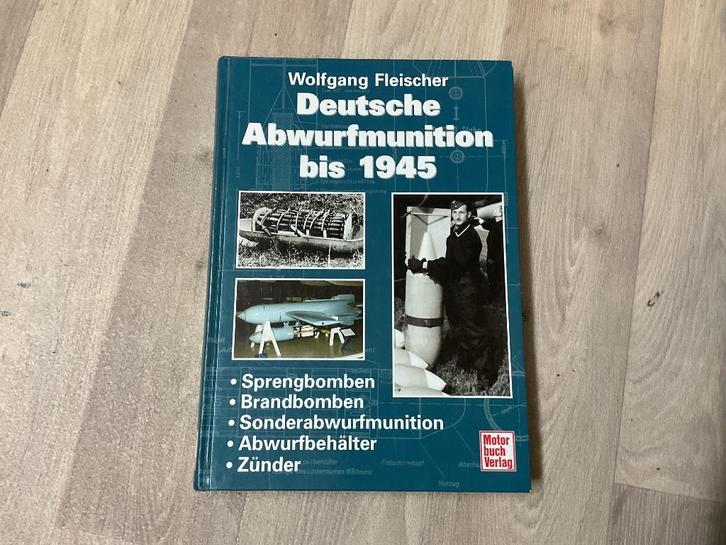 Wolfgang Fleischer
Deutsche
Abwurfmunition
bis 1945
• Sprengbomben
• Brandbomben
• Sonderabwurfmunition
• Abwurfbehälter
• Zünder
Motor
buch
Verlag